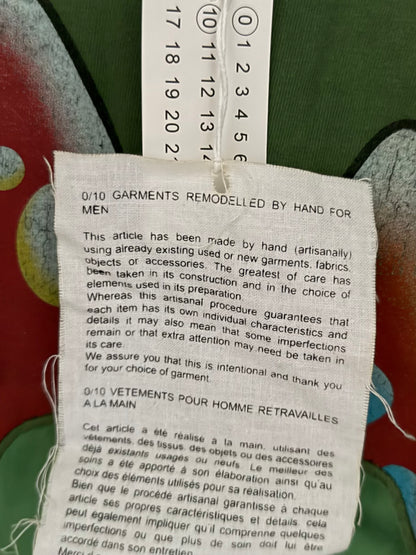 0 1 2 3 4 5 6
10 11 12 13 14
17 18 19 20
0/10 GARMENTS REMODELLED BY HAND FOR
MEN
This article has been made by hand (artisanally)
using already existing used or new garments, fabrics,
objects or accessories. The greatest of care has
been taken in its construction and in the choice of
elements used in its preparation.
Whereas this artisanal procedure guarantees that
each item has its own individual characteristics and
details it may also mean that some imperfections
remain or that extra attention may need be taken in
its care.
We assure you that this is intentional and thank you
for your choice of garment.
0/10 VETEMENTS POUR HOMME RETRAVAILLES
A LA MAIN
Cet article a été réalisé à la main, utilisant des
vêtements, des tissus, des objets ou des accessoires
déjà existants usagés ou neufs. Le meilleur des
soins a été apporté à son élaboration ainsi qu'au
choix des éléments utilisés pour sa réalisation.
Bien que le procédé artisanal garantisse à chaque
article ses propres caractéristiques et détails, cela
peut également impliquer qu'il comprenne quelques
imperfections ou que plus de soin doit lui être
accordé dans son entretien.